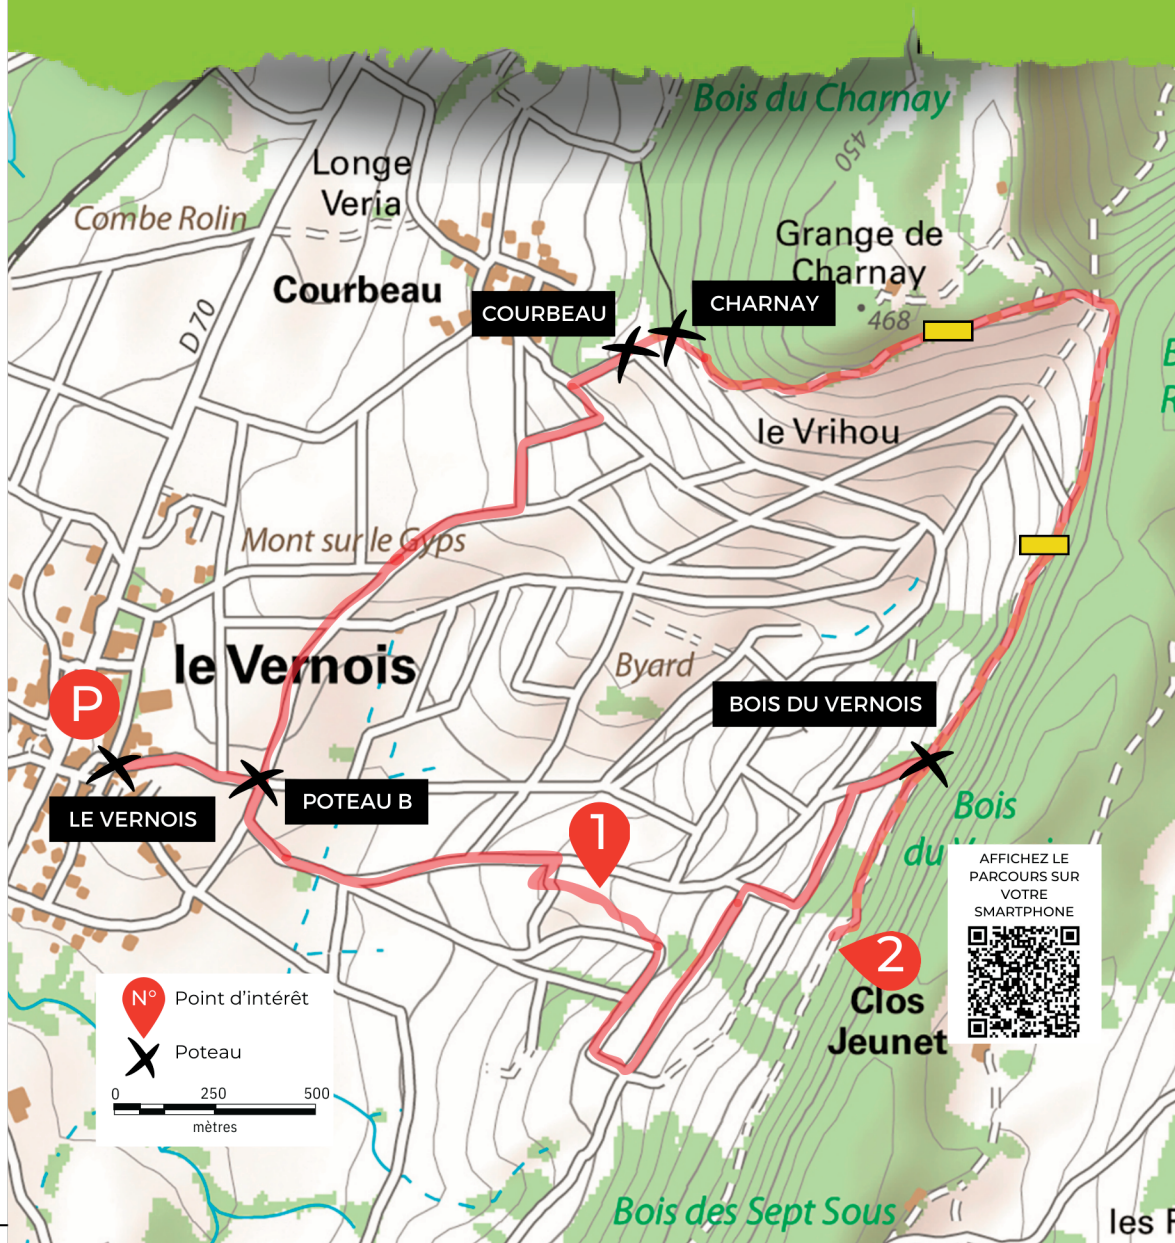 Bois du Charnay
450
Longe
Veria
Combe Rolin
Grange de
Charnay
Courbeau
COURBEAU
CHARNAY
468
D 70
le Vrihou
Mont sur le Gyps
le Vernois
Byard
P
BOIS DU VERNOIS
LE VERNOIS
POTEAU B
Bois
du
1
AFFICHEZ LE
PARCOURS SUR
VOTRE
SMARTPHONE
2
Clos
Jeunet
N° Point d'intérêt
Poteau
0 250 500
mètres
Bois des Sept Sous
les